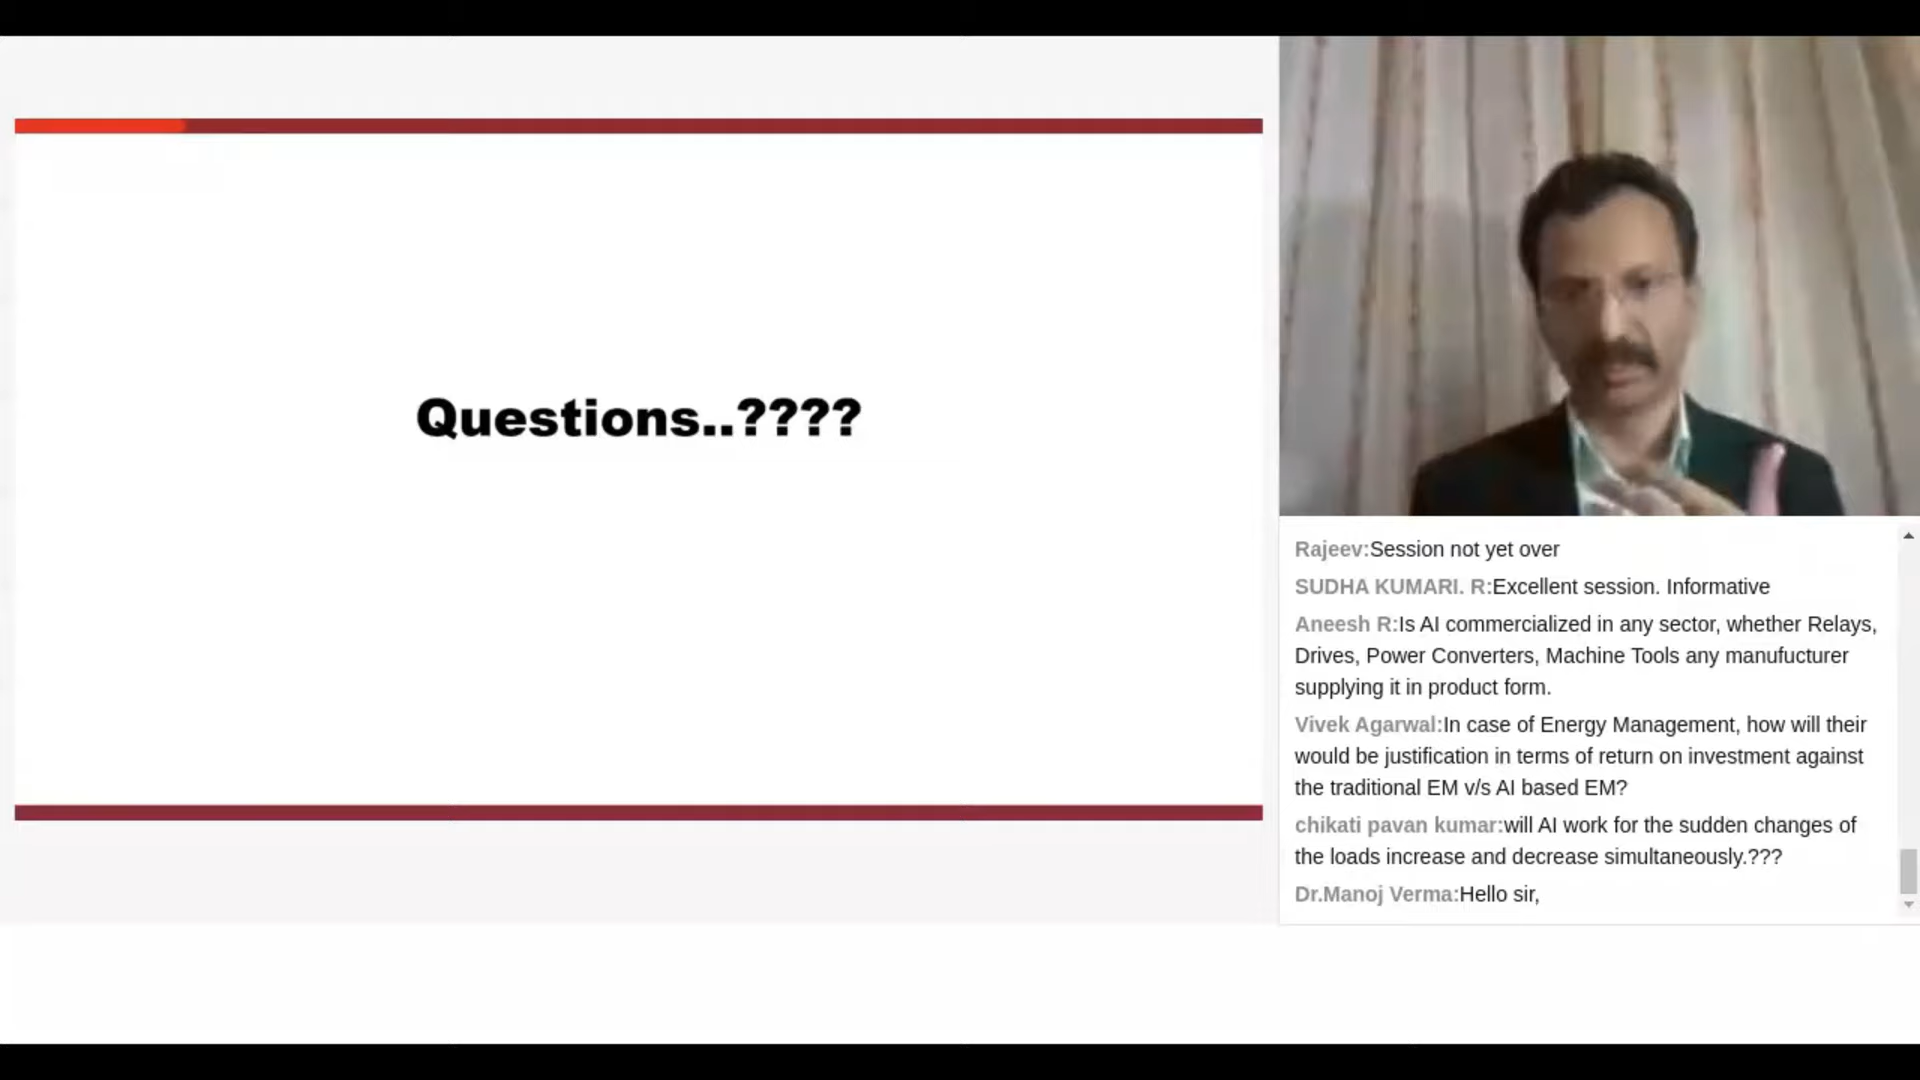 Questions..????
Rajeev:Session not yet over
SUDHA KUMARI. R:Excellent session. Informative
Aneesh R:Is AI commercialized in any sector, whether Relays,
Drives, Power Converters, Machine Tools any manufucturer
supplying it in product form.
Vivek Agarwal:In case of Energy Management, how will their
would be justification in terms of return on investment against
the traditional EM v/s AI based EM?
chikati pavan kumar:will AI work for the sudden changes of
the loads increase and decrease simultaneously.???
Dr.Manoj Verma:Hello sir,